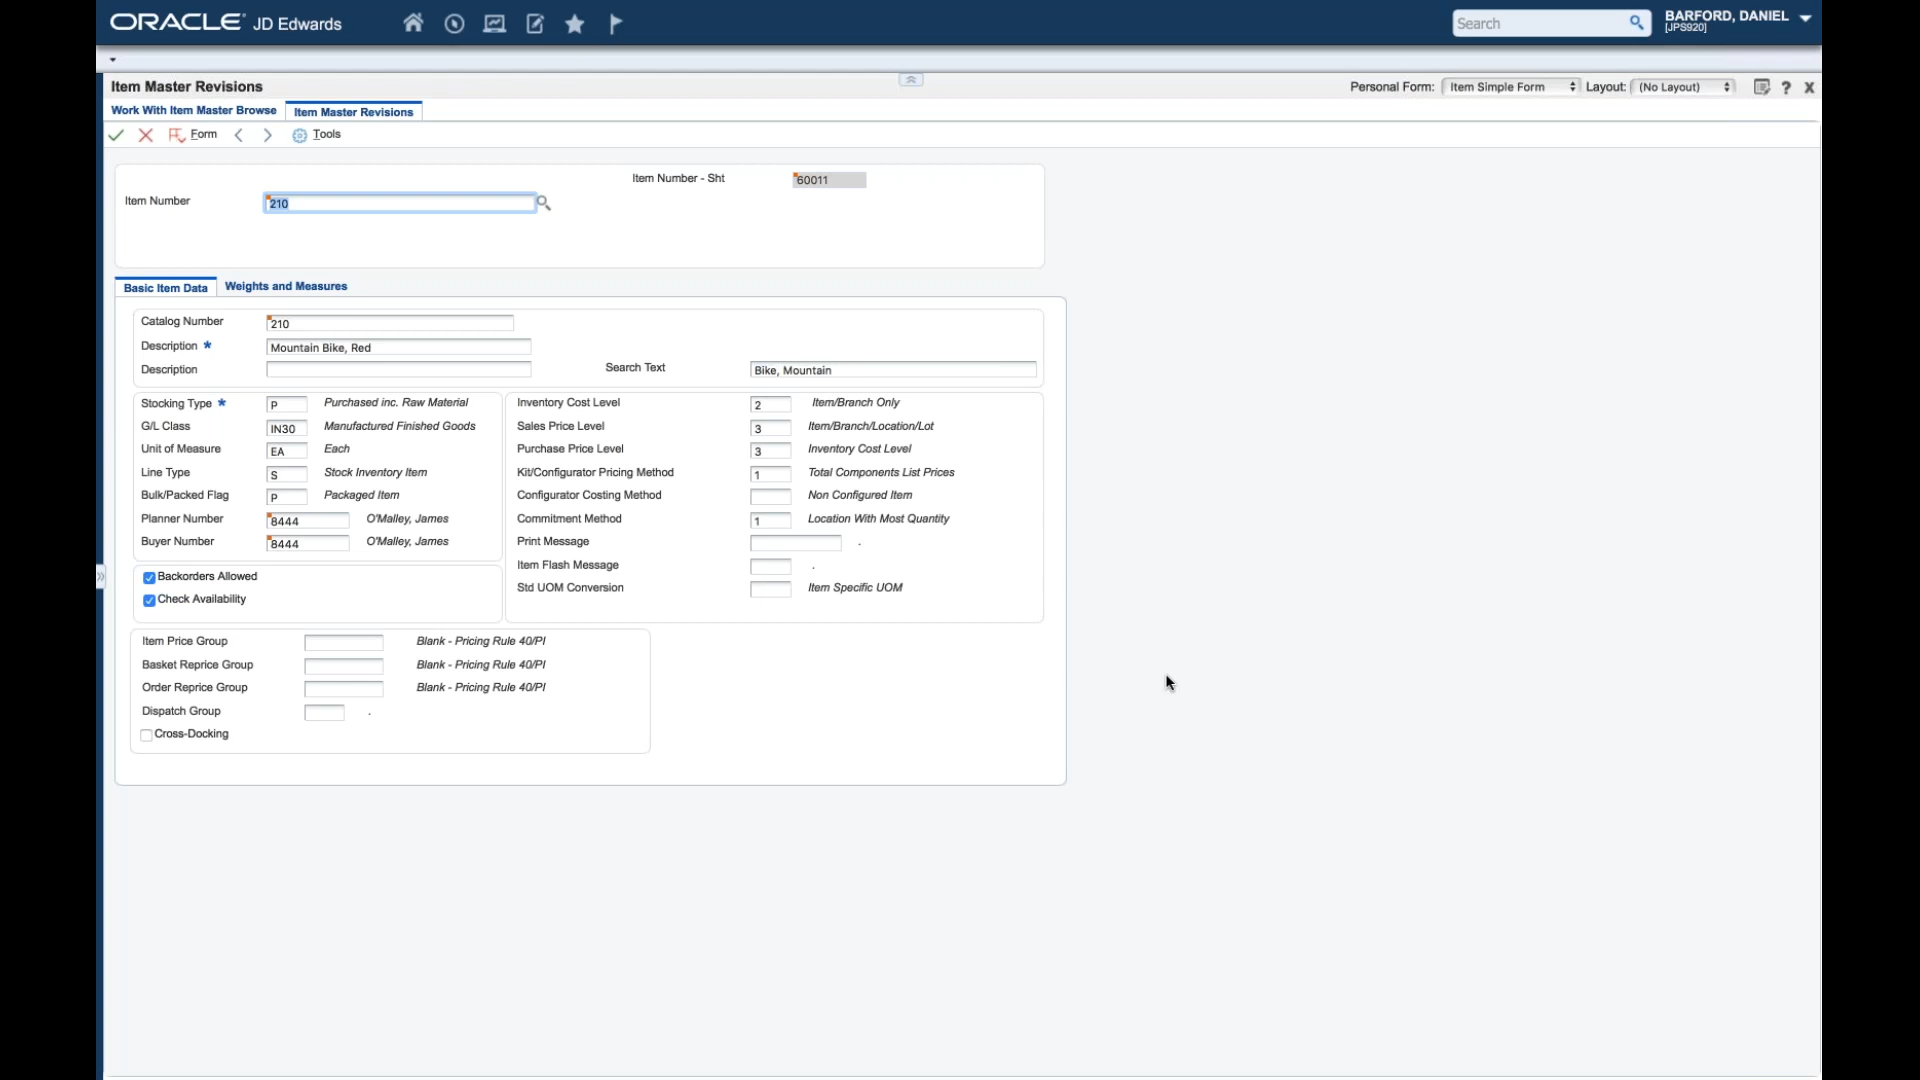 ORACLE JD Edwards
Search
BARFORD, DANIEL
[JPS920]
Item Master Revisions
Personal Form: Item Simple Form Layout: (No Layout) ? X
Work With Item Master Browse Item Master Revisions
Form Tools
Item Number - Sht 60011
Item Number 210
Basic Item Data Weights and Measures
Catalog Number 210
Description * Mountain Bike, Red
Description Search Text Bike, Mountain
Stocking Type * P Purchased inc. Raw Material Inventory Cost Level 2 Item/Branch Only
G/L Class IN30 Manufactured Finished Goods Sales Price Level 3 Item/Branch/Location/Lot
Unit of Measure EA Each Purchase Price Level 3 Inventory Cost Level
Line Type S Stock Inventory Item Kit/Configurator Pricing Method 1 Total Components List Prices
Bulk/Packed Flag P Packaged Item Configurator Costing Method Non Configured Item
Planner Number 8444 O'Malley, James Commitment Method 1 Location With Most Quantity
Buyer Number 8444 O'Malley, James Print Message .
Item Flash Message .
Backorders Allowed
Std UOM Conversion Item Specific UOM
Check Availability
Item Price Group Blank - Pricing Rule 40/PI
Basket Reprice Group Blank - Pricing Rule 40/PI
Order Reprice Group Blank - Pricing Rule 40/PI
Dispatch Group .
Cross-Docking